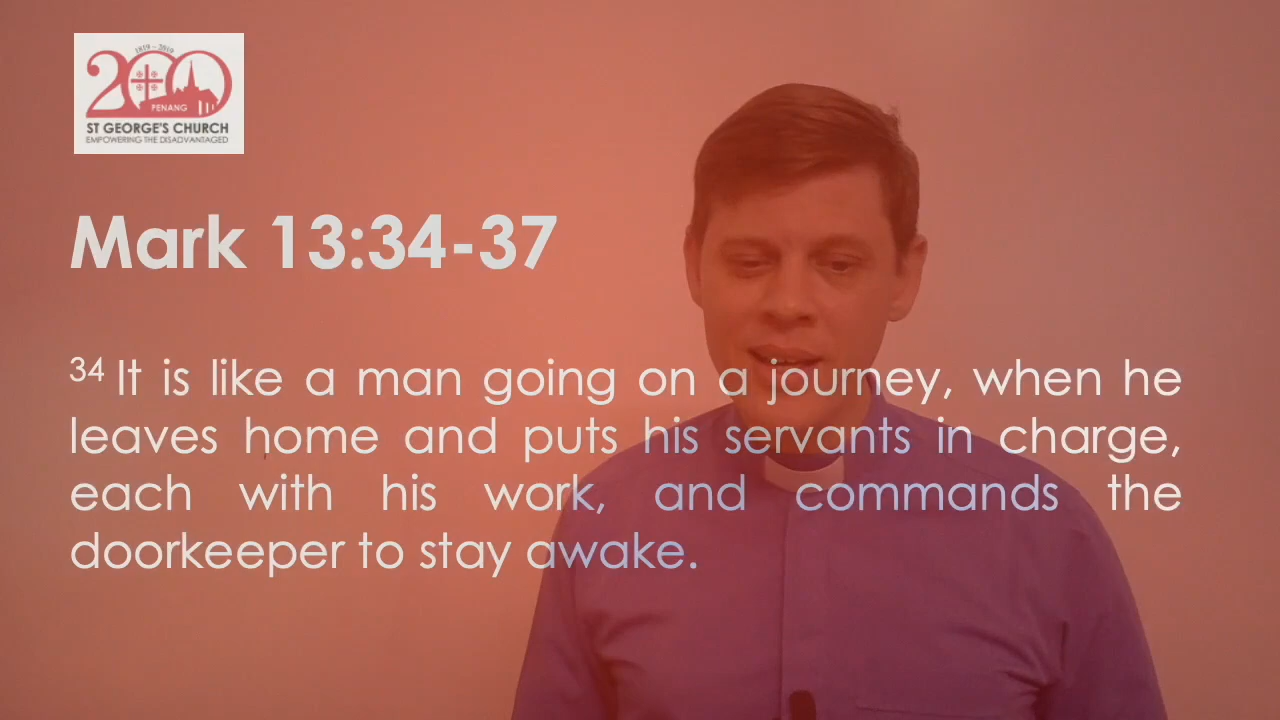 1819 - 2019
200
PENANG
ST GEORGE'S CHURCH
EMPOWERING THE DISADVANTAGED
Mark 13:34-37
34 It is like a man going on a journey, when he
leaves home and puts his servants in charge,
each with his work, and commands the
doorkeeper to stay awake.